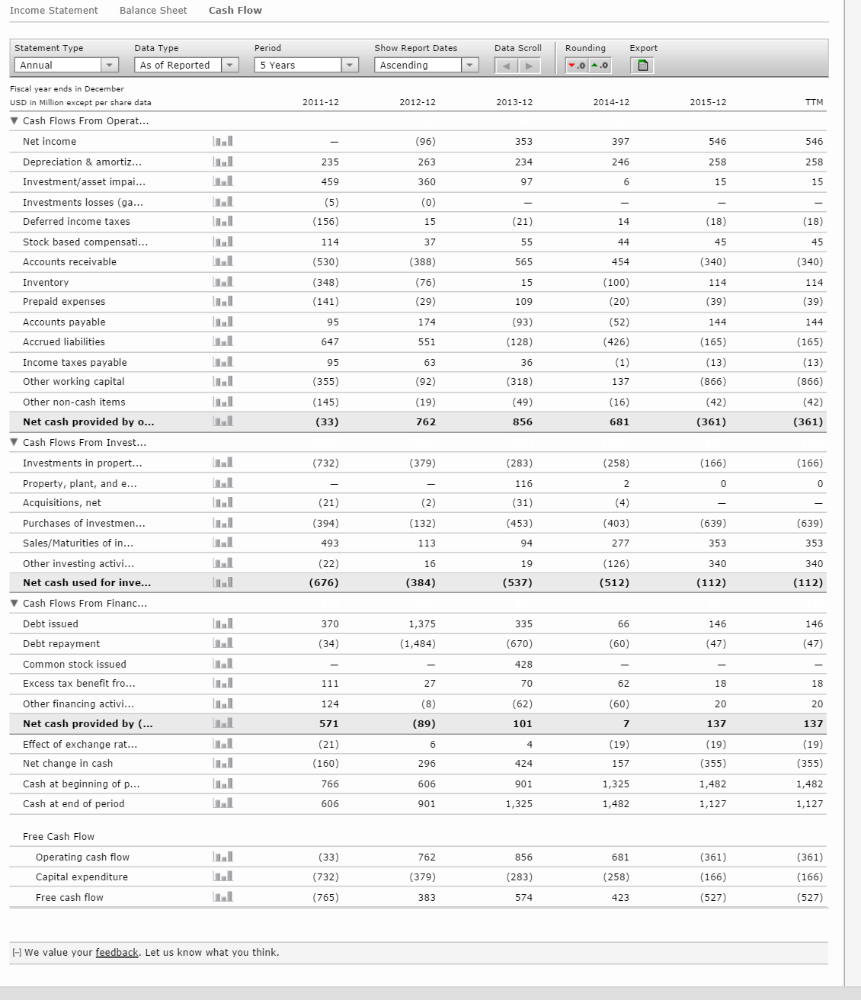 Income Statement Balance Sheet Cash Flow
Statement Type Data Type Period Show Report Dates Data Scroll Rounding Export
Annual As of Reported 5 Years Ascending .0 .0
Fiscal year ends in December
USD in Million except per share data 2011-12 2012-12 2013-12 2014-12 2015-12 TTM
Cash Flows From Operat...
Net income — (96) 353 397 546 546
Depreciation & amortiz... 235 263 234 246 258 258
Investment/asset impai... 459 360 97 6 15 15
Investments losses (ga... (5) (0) — — — —
Deferred income taxes (156) 15 (21) 14 (18) (18)
Stock based compensati... 114 37 55 44 45 45
Accounts receivable (530) (388) 565 454 (340) (340)
Inventory (348) (76) 15 (100) 114 114
Prepaid expenses (141) (29) 109 (20) (39) (39)
Accounts payable 95 174 (93) (52) 144 144
Accrued liabilities 647 551 (128) (426) (165) (165)
Income taxes payable 95 63 36 (1) (13) (13)
Other working capital (355) (92) (318) 137 (866) (866)
Other non-cash items (145) (19) (49) (16) (42) (42)
Net cash provided by o... (33) 762 856 681 (361) (361)
Cash Flows From Invest...
Investments in propert... (732) (379) (283) (258) (166) (166)
Property, plant, and e... — — 116 2 0 0
Acquisitions, net (21) (2) (31) (4) — —
Purchases of investmen... (394) (132) (453) (403) (639) (639)
Sales/Maturities of in... 493 113 94 277 353 353
Other investing activi... (22) 16 19 (126) 340 340
Net cash used for inve... (676) (384) (537) (512) (112) (112)
Cash Flows From Financ...
Debt issued 370 1,375 335 66 146 146
Debt repayment (34) (1,484) (670) (60) (47) (47)
Common stock issued — — 428 — — —
Excess tax benefit fro... 111 27 70 62 18 18
Other financing activi... 124 (8) (62) (60) 20 20
Net cash provided by (... 571 (89) 101 7 137 137
Effect of exchange rat... (21) 6 4 (19) (19) (19)
Net change in cash (160) 296 424 157 (355) (355)
Cash at beginning of p... 766 606 901 1,325 1,482 1,482
Cash at end of period 606 901 1,325 1,482 1,127 1,127
Free Cash Flow
Operating cash flow (33) 762 856 681 (361) (361)
Capital expenditure (732) (379) (283) (258) (166) (166)
Free cash flow (765) 383 574 423 (527) (527)
[-] We value your feedback. Let us know what you think.